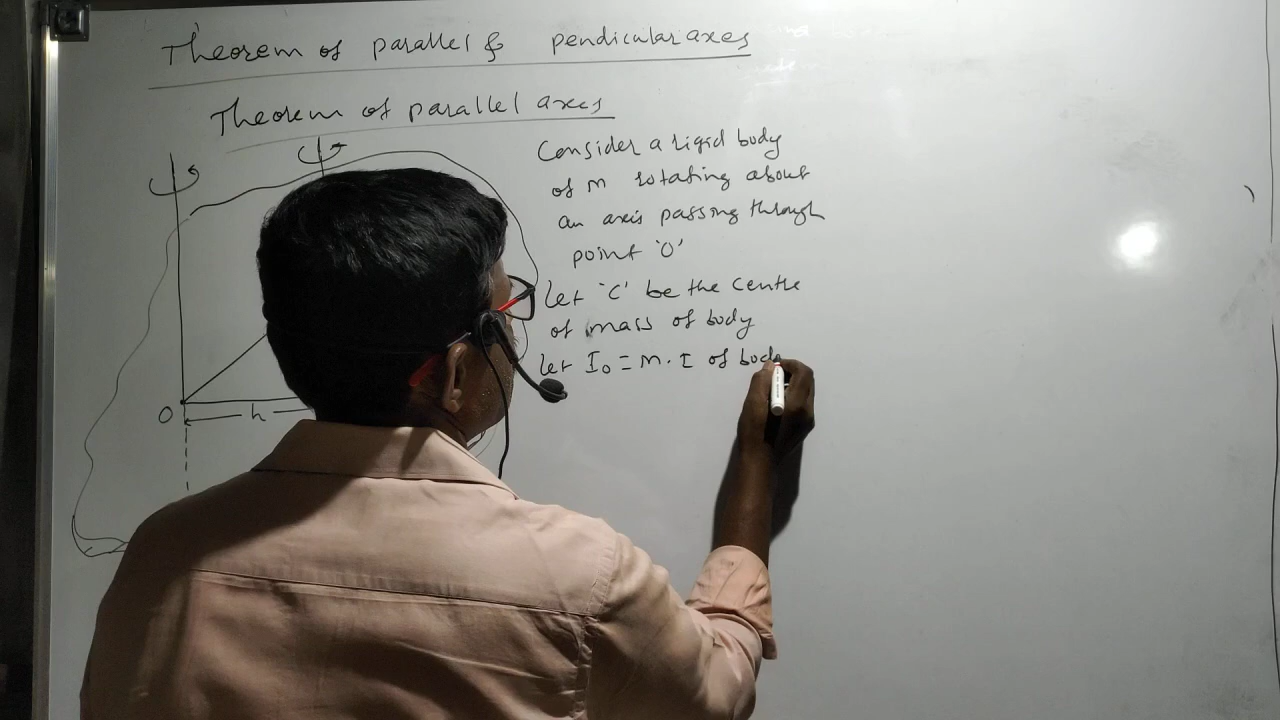 Theorem of parallel & pendicular axes
Theorem of parallel axes
Consider a rigid body
of M rotating about
an axis passing through
point 'O'
let 'C' be the centre
of mass of body
let I₀ = M.I of body
O
h